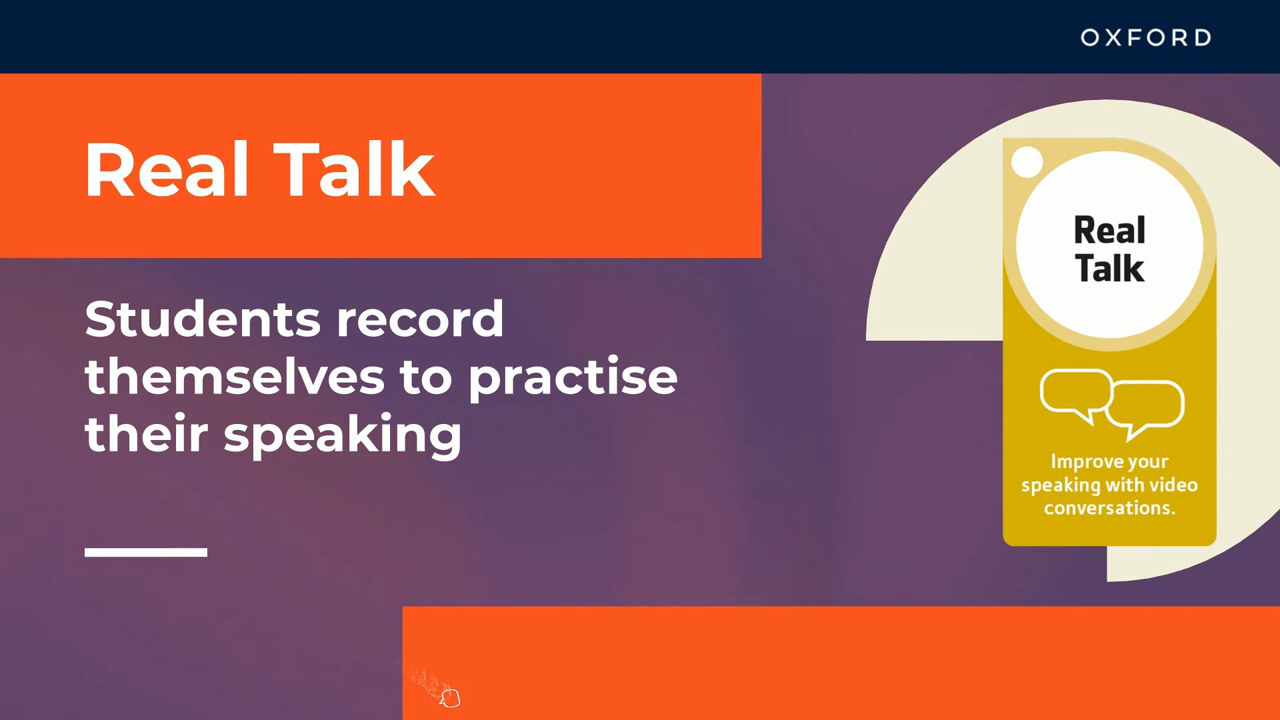 OXFORD
Real Talk
Students record
themselves to practise
their speaking
Real
Talk
Improve your
speaking with video
conversations.